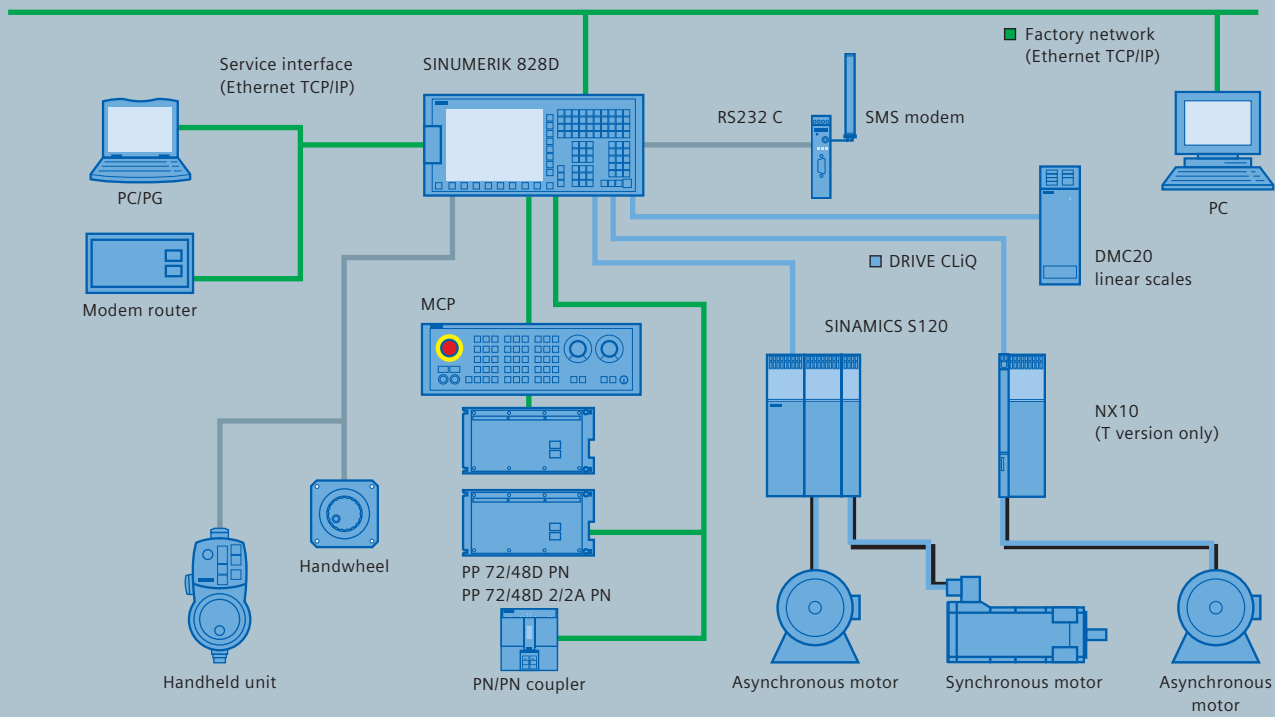 Factory network
(Ethernet TCP/IP)
Service interface
(Ethernet TCP/IP)
SINUMERIK 828D
RS232 C
SMS modem
PC/PG
PC
Modem router
DRIVE CLiQ
DMC20
linear scales
MCP
SINAMICS S120
NX10
(T version only)
Handwheel
PP 72/48D PN
PP 72/48D 2/2A PN
Handheld unit
PN/PN coupler
Asynchronous motor
Synchronous motor
Asynchronous
motor